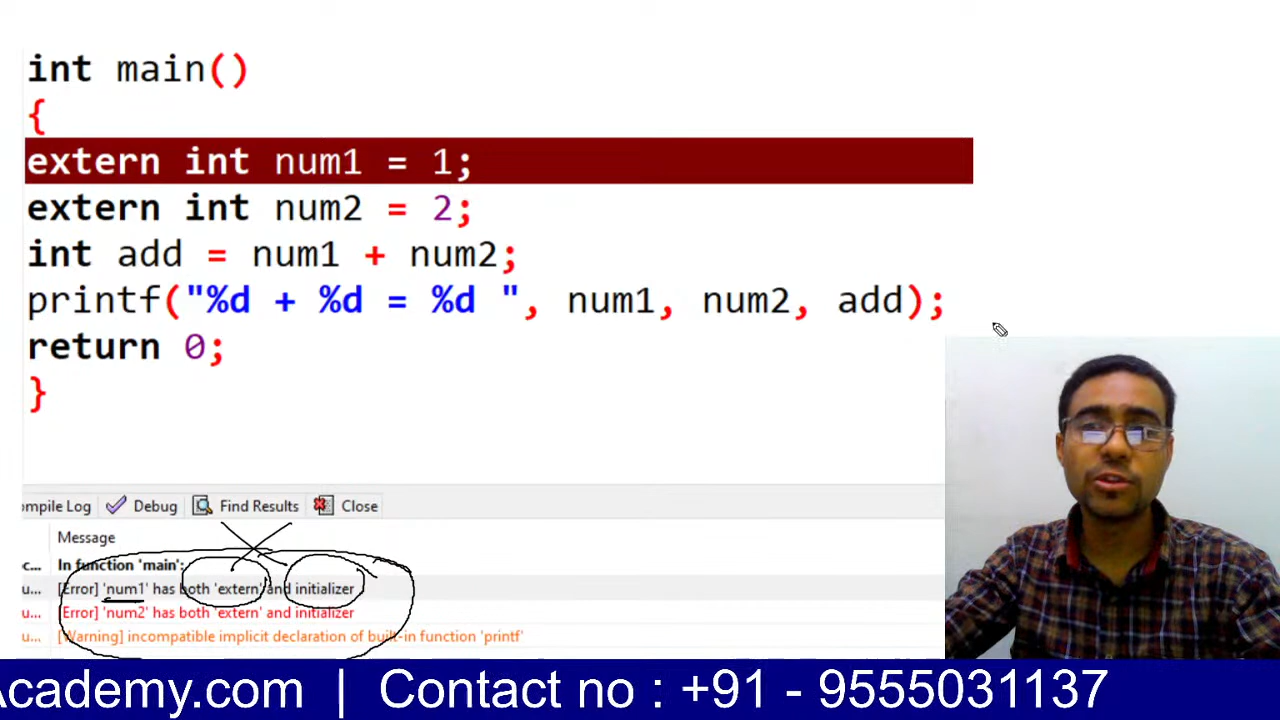 int main()
{
extern int num1 = 1;
extern int num2 = 2;
int add = num1 + num2;
printf("%d + %d = %d ", num1, num2, add);
return 0;
}
ompile Log Debug Find Results Close
Message
c... In function 'main':
u... [Error] 'num1' has both 'extern' and initializer
u... [Error] 'num2' has both 'extern' and initializer
u... [Warning] incompatible implicit declaration of built-in function 'printf'
Academy.com | Contact no : +91 - 9555031137